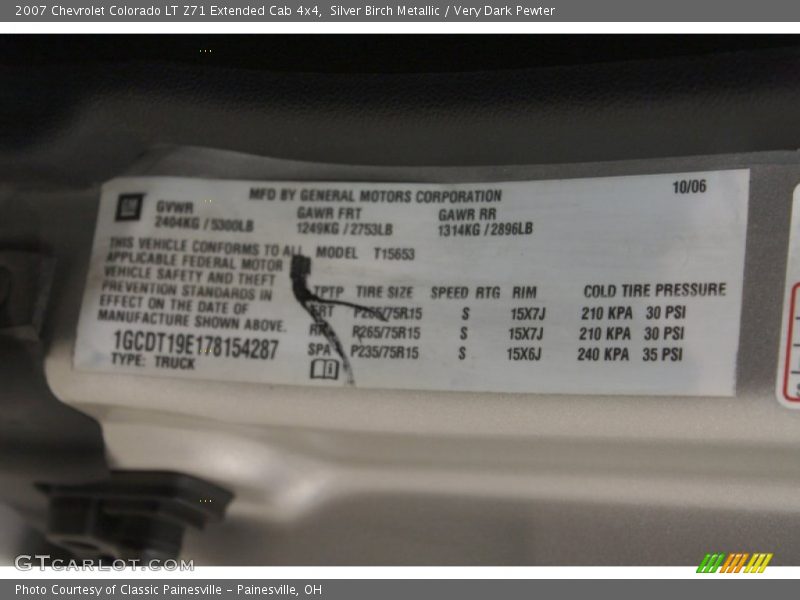 2007 Chevrolet Colorado LT Z71 Extended Cab 4x4, Silver Birch Metallic / Very Dark Pewter
MFD BY GENERAL MOTORS CORPORATION 10/06
GM GVWR GAWR FRT GAWR RR
2404KG / 5300LB 1249KG / 2753LB 1314KG / 2896LB
THIS VEHICLE CONFORMS TO ALL MODEL T15653
APPLICABLE FEDERAL MOTOR
VEHICLE SAFETY AND THEFT
PREVENTION STANDARDS IN
EFFECT ON THE DATE OF
MANUFACTURE SHOWN ABOVE.
1GCDT19E178154287
TYPE: TRUCK
TPTP TIRE SIZE SPEED RTG RIM COLD TIRE PRESSURE
FRT P265/75R15 S 15X7J 210 KPA 30 PSI
RR P265/75R15 S 15X7J 210 KPA 30 PSI
SPA P235/75R15 S 15X6J 240 KPA 35 PSI
GTCARLOT.COM
Photo Courtesy of Classic Painesville - Painesville, OH